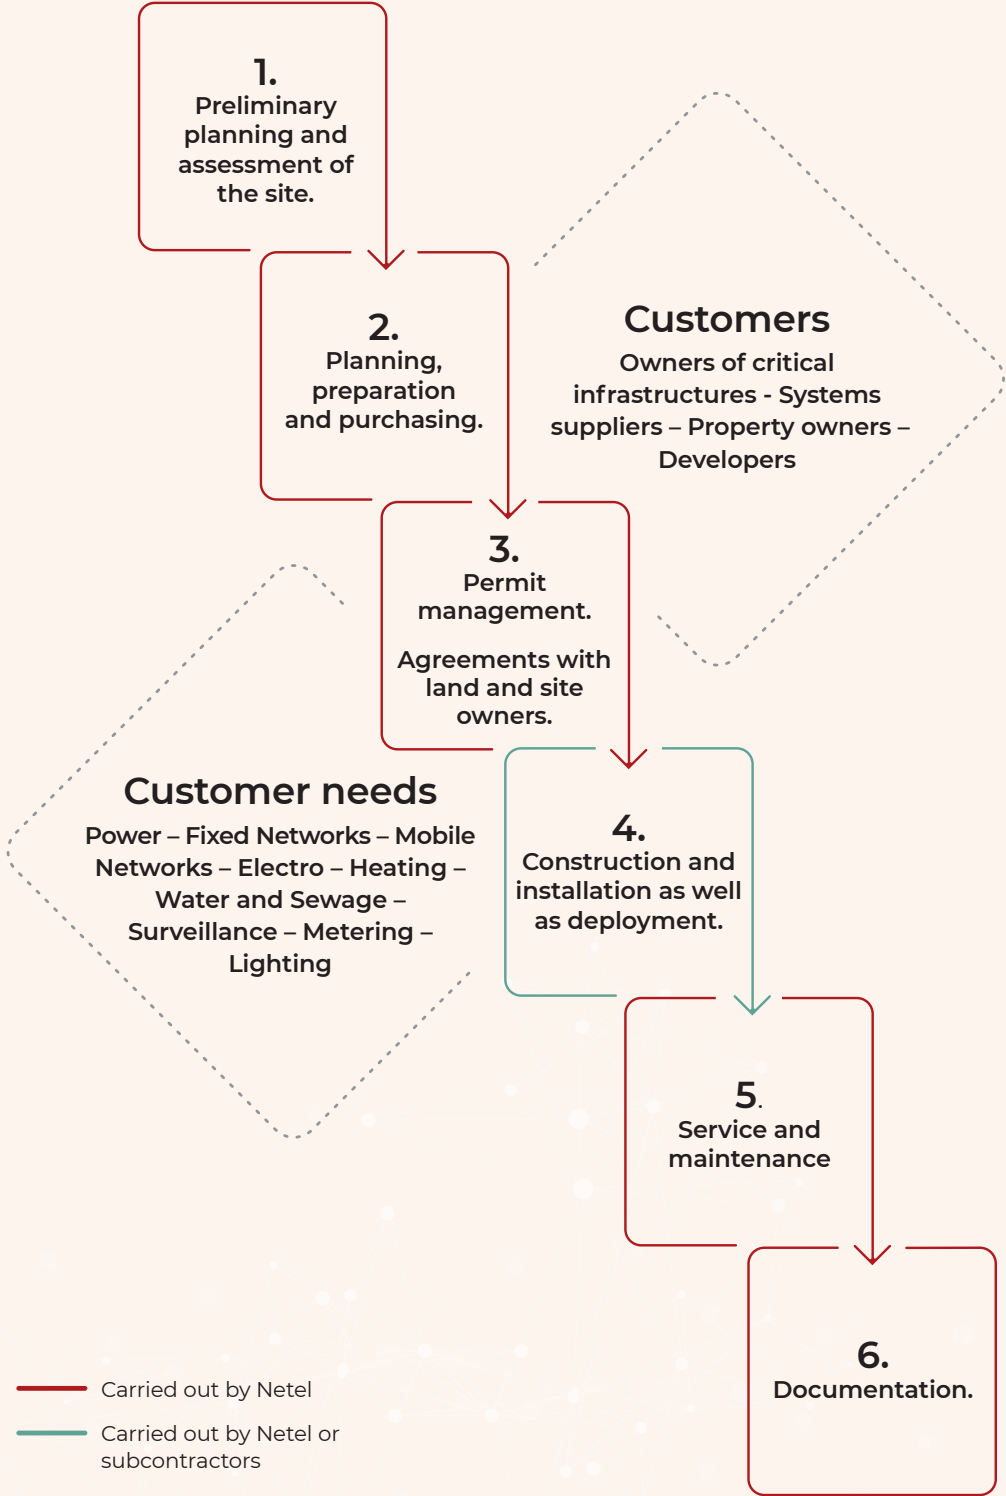 1.
Preliminary
planning and
assessment of
the site.
2.
Planning,
preparation
and purchasing.
Customers
Owners of critical
infrastructures - Systems
suppliers – Property owners –
Developers
3.
Permit
management.
Agreements with
land and site
owners.
Customer needs
Power – Fixed Networks – Mobile
Networks – Electro – Heating –
Water and Sewage –
Surveillance – Metering –
Lighting
4.
Construction and
installation as well
as deployment.
5.
Service and
maintenance
6.
Documentation.
Carried out by Netel
Carried out by Netel or
subcontractors